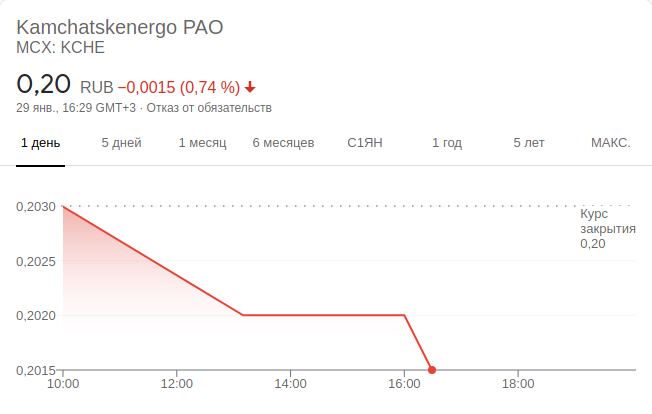 Kamchatskenergo PAO
MCX: KCHE
0,20 RUB −0,0015 (0,74 %)
29 янв., 16:29 GMT+3 · Отказ от обязательств
1 день 5 дней 1 месяц 6 месяцев С1ЯН 1 год 5 лет МАКС.
0,2030
Курс
закрытия
0,20
0,2025
0,2020
0,2015
10:00 12:00 14:00 16:00 18:00